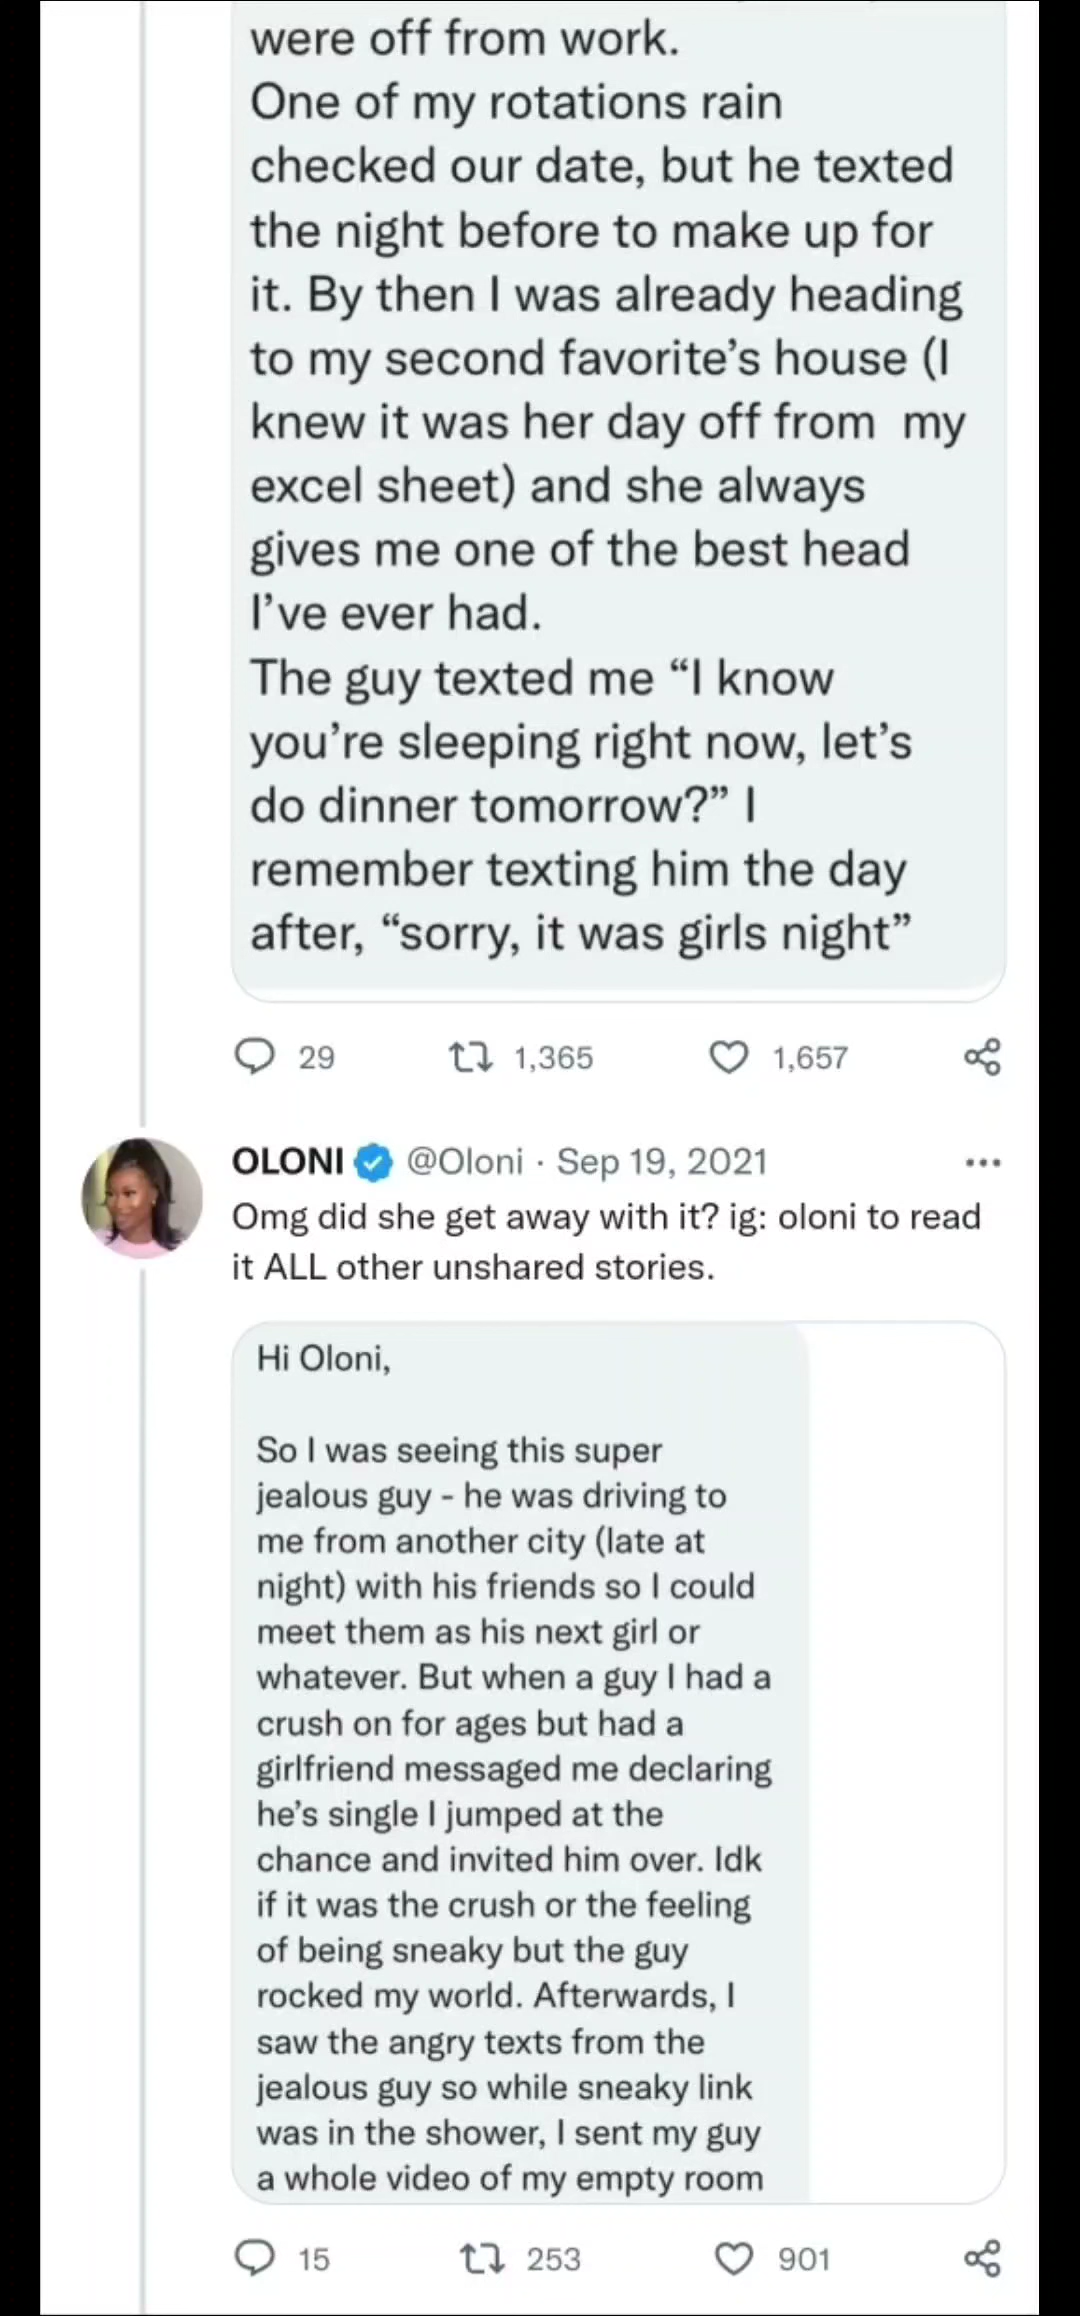 were off from work.
One of my rotations rain
checked our date, but he texted
the night before to make up for
it. By then I was already heading
to my second favorite’s house (I
knew it was her day off from  my
excel sheet) and she always
gives me one of the best head
I’ve ever had.
The guy texted me “I know
you’re sleeping right now, let’s
do dinner tomorrow?” I
remember texting him the day
after, “sorry, it was girls night”
29 1,365 1,657
OLONI @Oloni · Sep 19, 2021
Omg did she get away with it? ig: oloni to read
it ALL other unshared stories.
Hi Oloni,
So I was seeing this super
jealous guy - he was driving to
me from another city (late at
night) with his friends so I could
meet them as his next girl or
whatever. But when a guy I had a
crush on for ages but had a
girlfriend messaged me declaring
he’s single I jumped at the
chance and invited him over. Idk
if it was the crush or the feeling
of being sneaky but the guy
rocked my world. Afterwards, I
saw the angry texts from the
jealous guy so while sneaky link
was in the shower, I sent my guy
a whole video of my empty room
15 253 901